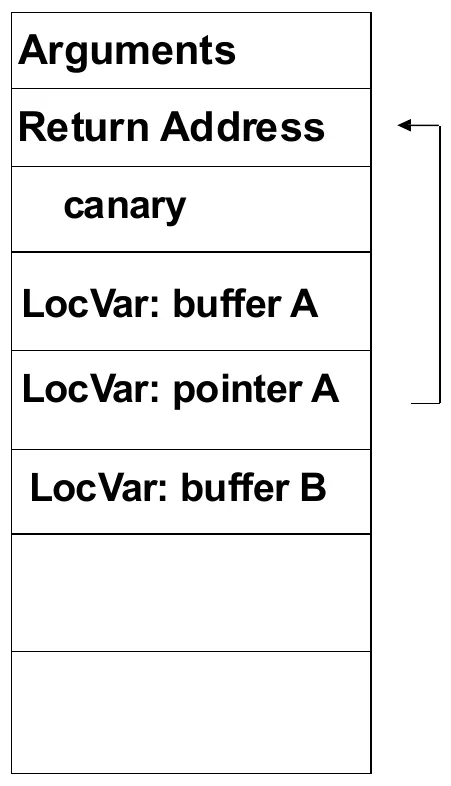 Arguments
Return Address
canary
LocVar: buffer A
LocVar: pointer A
LocVar: buffer B